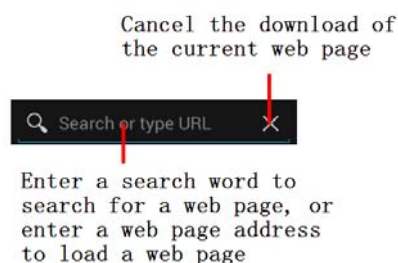 Cancel the download of
the current web page
Search or type URL
Enter a search word to
search for a web page, or
enter a web page address
to load a web page